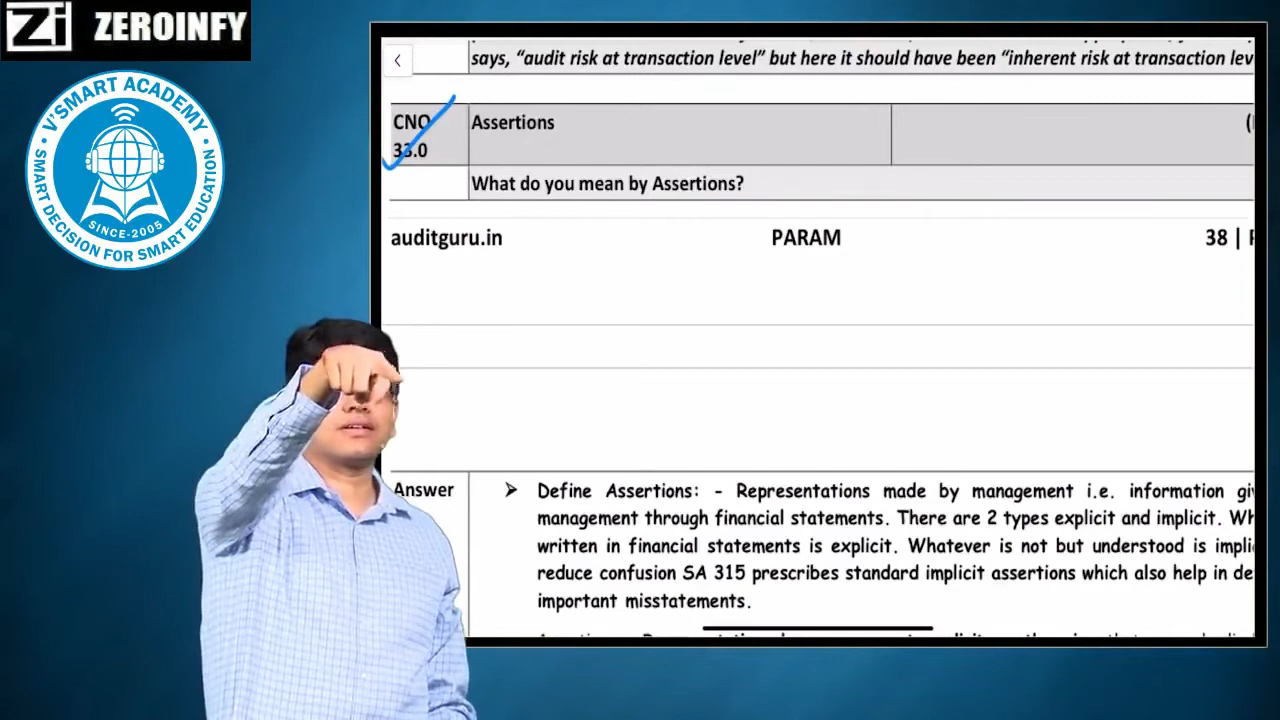 Zi ZEROINFY
V'SMART ACADEMY
SINCE-2005
SMART DECISION FOR SMART EDUCATION
says, "audit risk at transaction level" but here it should have been "inherent risk at transaction lev
CNO Assertions (
33.0
What do you mean by Assertions?
auditguru.in PARAM 38 |
Answer ➢ Define Assertions: - Representations made by management i.e. information gi
management through financial statements. There are 2 types explicit and implicit. Wh
written in financial statements is explicit. Whatever is not but understood is impli
reduce confusion SA 315 prescribes standard implicit assertions which also help in de
important misstatements.